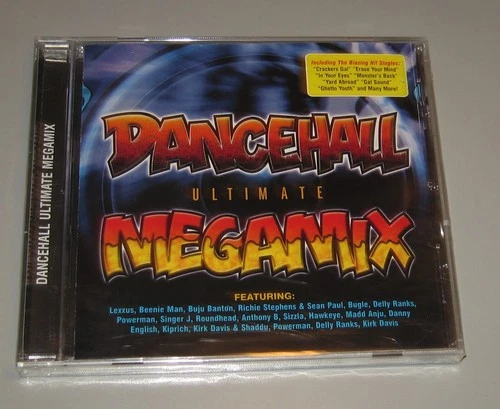 Including The Blazing Hit Singles:
"Crackers Gal" "Erase Your Mind"
"In Your Eyes" "Monster's Back"
"Yard Abroad" "Gal Sound"
"Ghetto Youth" and Many More!
DANCEHALL
ULTIMATE
MEGAMIX
FEATURING:
Lexxus, Beenie Man, Buju Banton, Richie Stephens & Sean Paul, Bugle, Delly Ranks,
Powerman, Singer J, Roundhead, Anthony B, Sizzla, Hawkeye, Madd Anju, Danny
English, Kiprich, Kirk Davis & Shaddu, Powerman, Delly Ranks, Kirk Davis
DANCEHALL ULTIMATE MEGAMIX